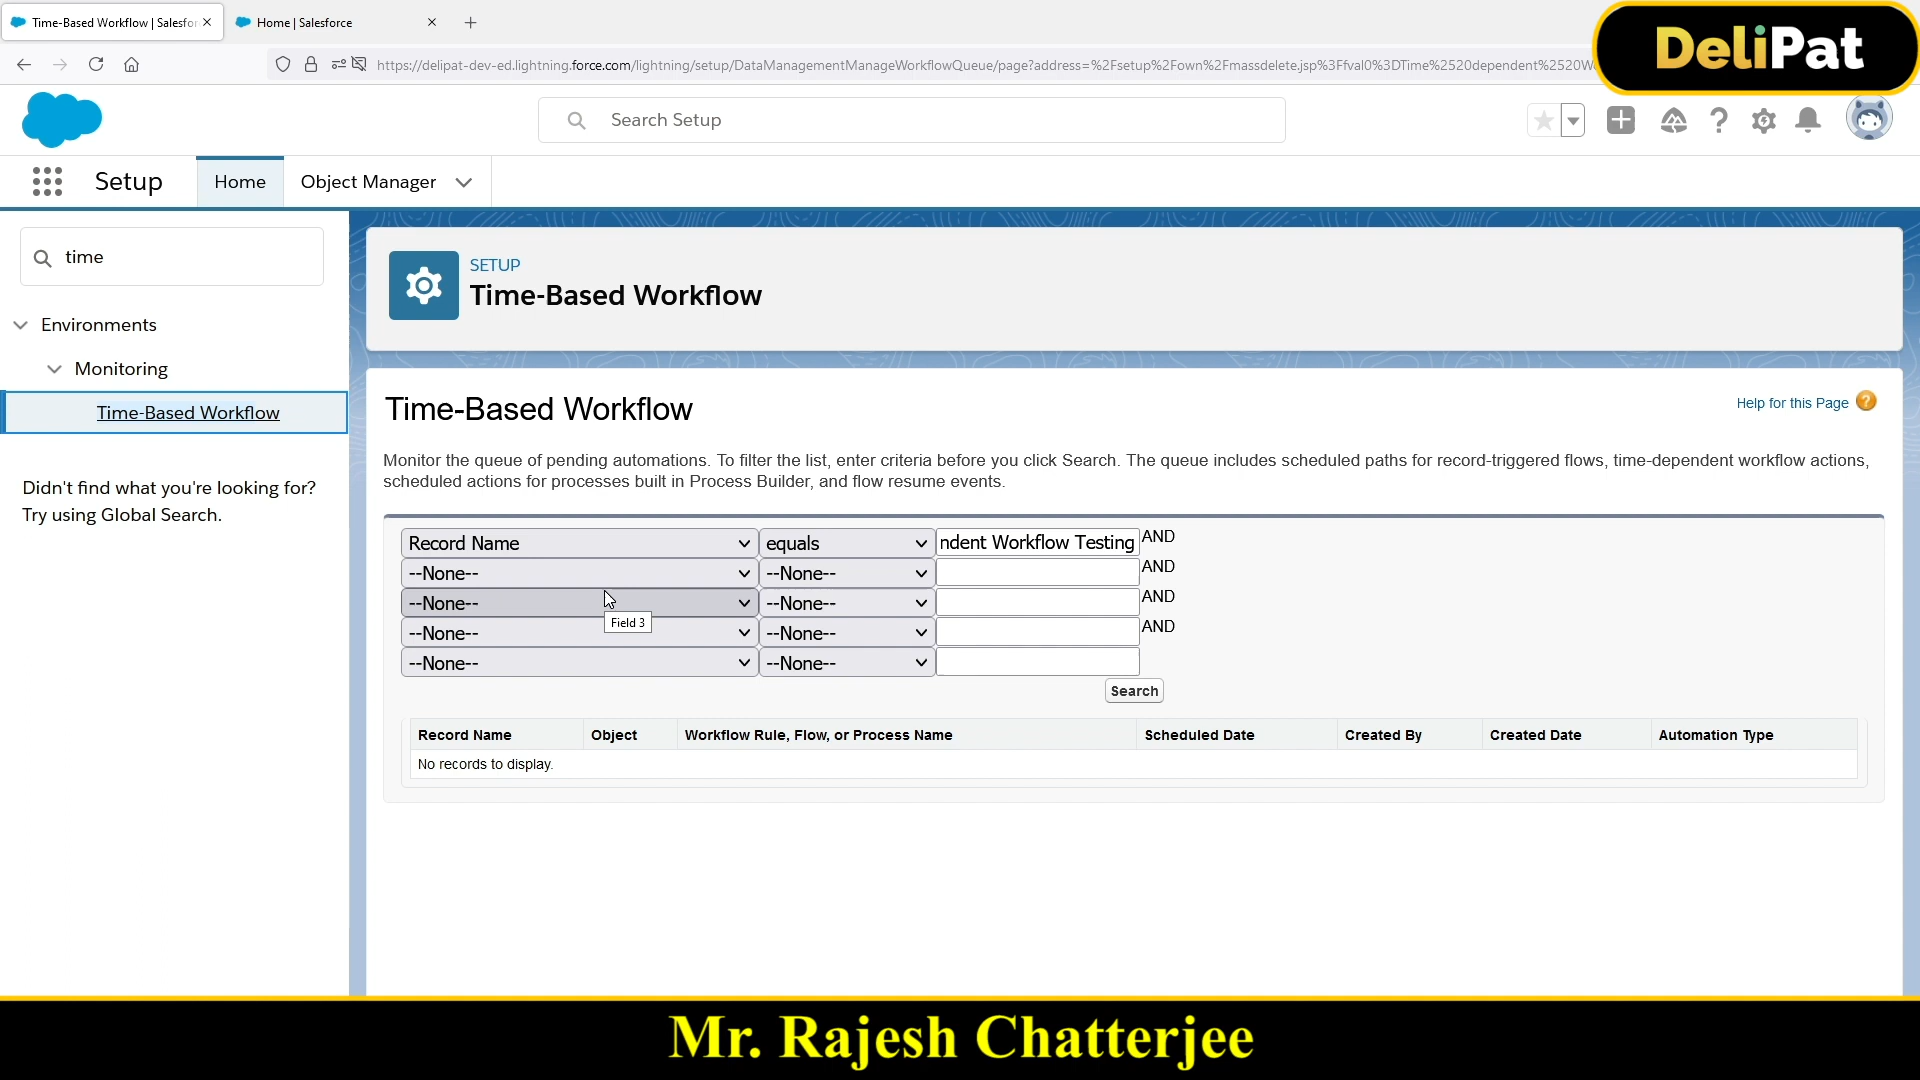 Time-Based Workflow | Salesfor
Home | Salesforce
https://delipat-dev-ed.lightning.force.com/lightning/setup/DataManagementManageWorkflowQueue/page?address=%2Fsetup%2Fown%2Fmassdelete.jsp%3Ffval0%3DTime%2520dependent%2520W
DeliPat
Search Setup
Setup
Home
Object Manager
time
Environments
Monitoring
Time-Based Workflow
Didn't find what you're looking for?
Try using Global Search.
SETUP
Time-Based Workflow
Time-Based Workflow
Help for this Page
Monitor the queue of pending automations. To filter the list, enter criteria before you click Search. The queue includes scheduled paths for record-triggered flows, time-dependent workflow actions,
scheduled actions for processes built in Process Builder, and flow resume events.
Record Name equals ndent Workflow Testing AND
--None-- --None-- AND
--None-- --None-- AND
Field 3
--None-- --None-- AND
--None-- --None--
Search
Record Name Object Workflow Rule, Flow, or Process Name Scheduled Date Created By Created Date Automation Type
No records to display.
Mr. Rajesh Chatterjee